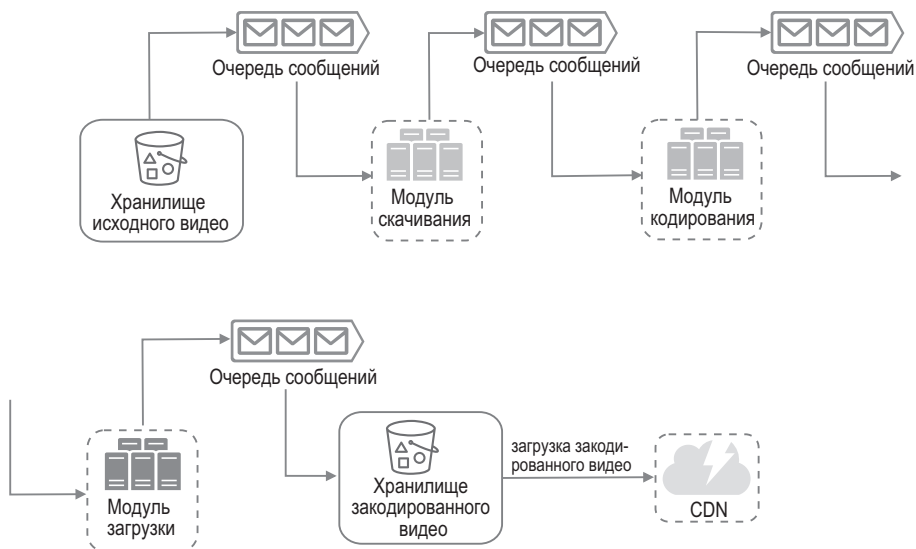 Очередь сообщений
Очередь сообщений
Очередь сообщений
Хранилище
исходного видео
Модуль
скачивания
Модуль
кодирования
Очередь сообщений
Модуль
загрузки
Хранилище
закодированного
видео
загрузка закоди-
рованного видео
CDN